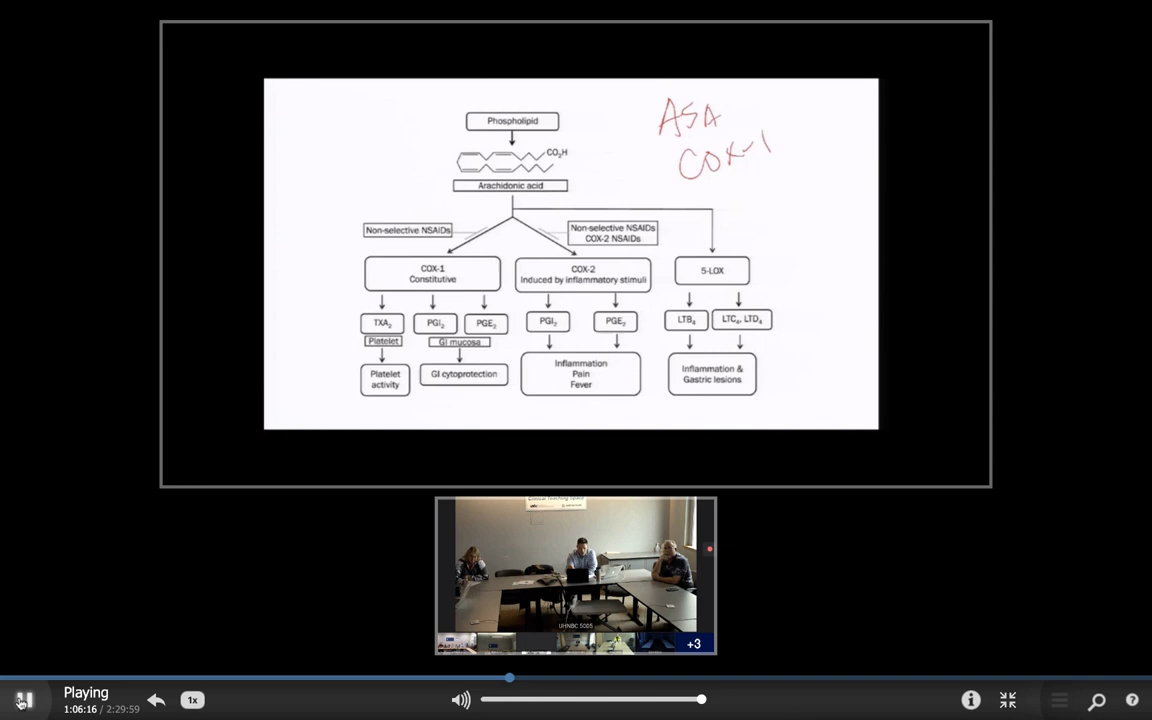 ASA
COX-1
Phospholipid
CO₂H
Arachidonic acid
Non-selective NSAIDs
Non-selective NSAIDs
COX-2 NSAIDs
COX-1
Constitutive
COX-2
Induced by inflammatory stimuli
5-LOX
TXA₂
PGI₂
PGE₂
PGI₂
PGE₂
LTB₄
LTC₄, LTD₄
Platelet
GI mucosa
Platelet
activity
GI cytoprotection
Inflammation
Pain
Fever
Inflammation &
Gastric lesions
Clinical Teaching Space
UHNBC 5005
+3
Playing
1:06:16 / 2:29:59
1x